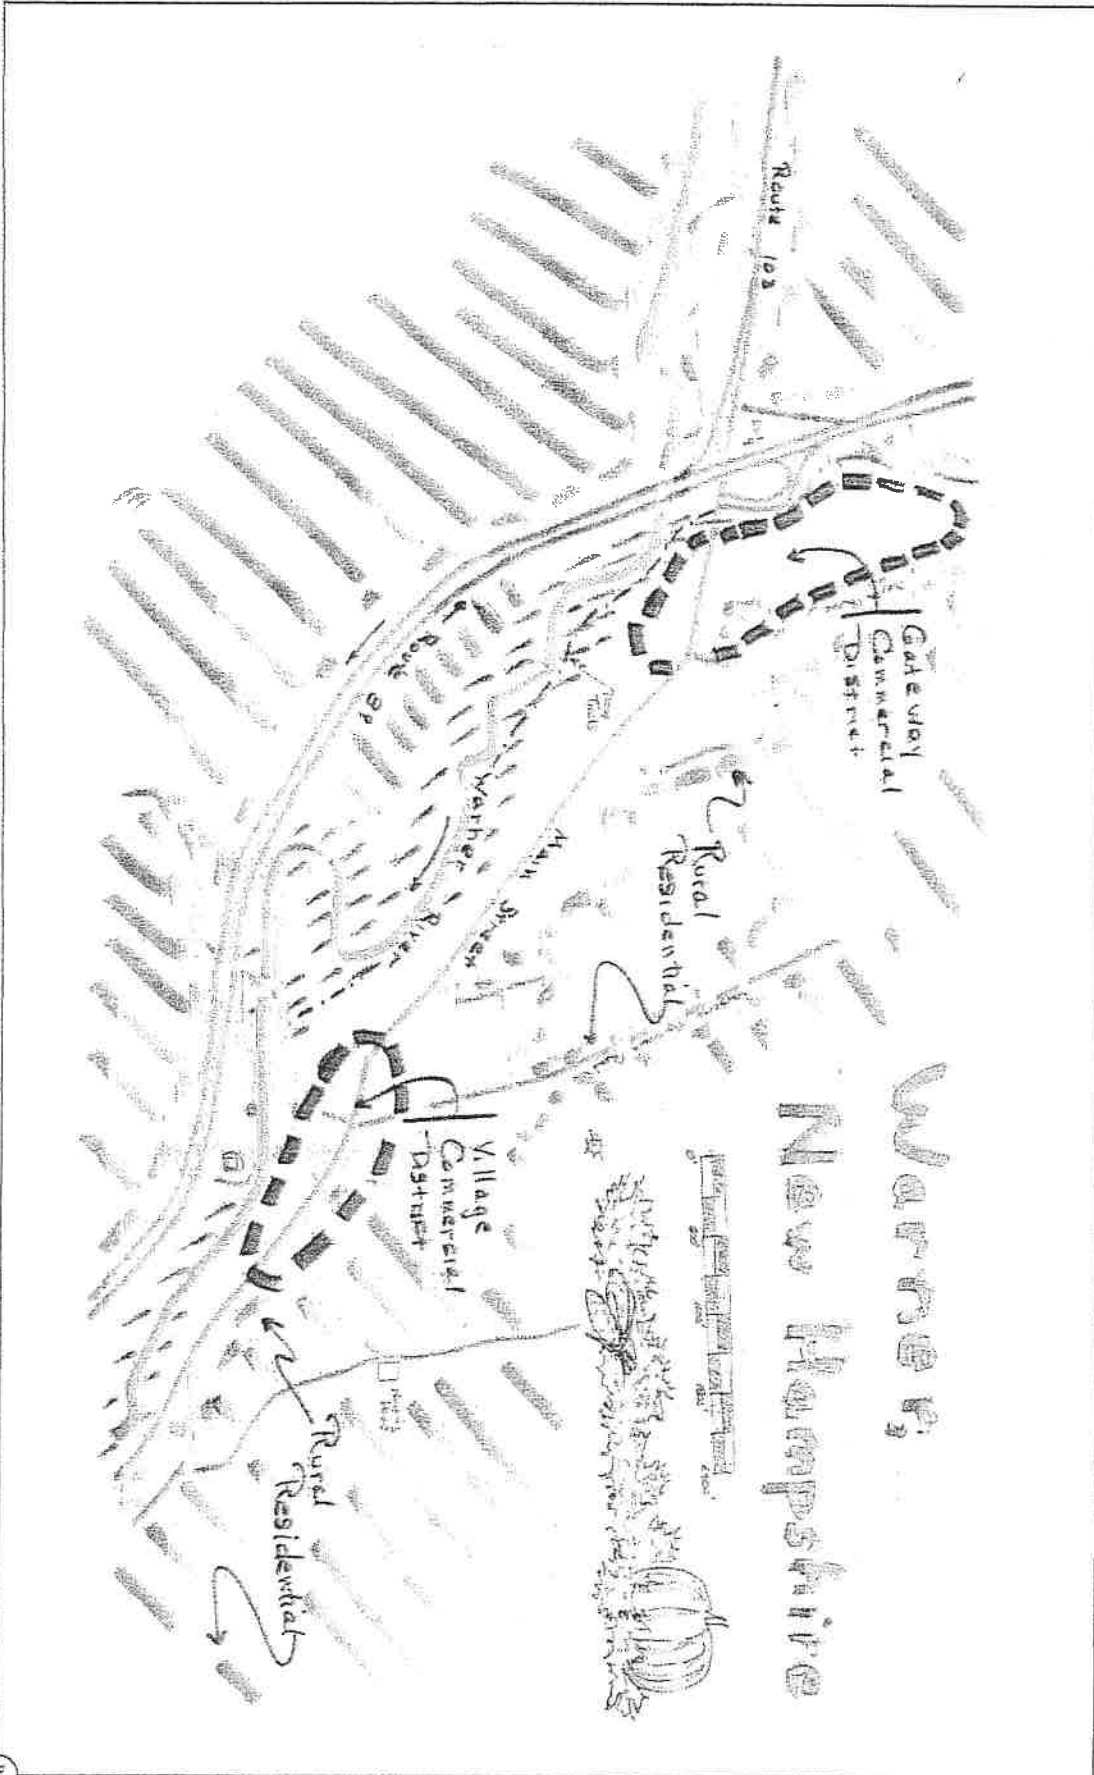 Warner,
New Hampshire
Route 103
Gateway
Commercial
District
Rural
Residential
Route 89
Warner River
Main Street
Village
Commercial
District
Rural
Residential